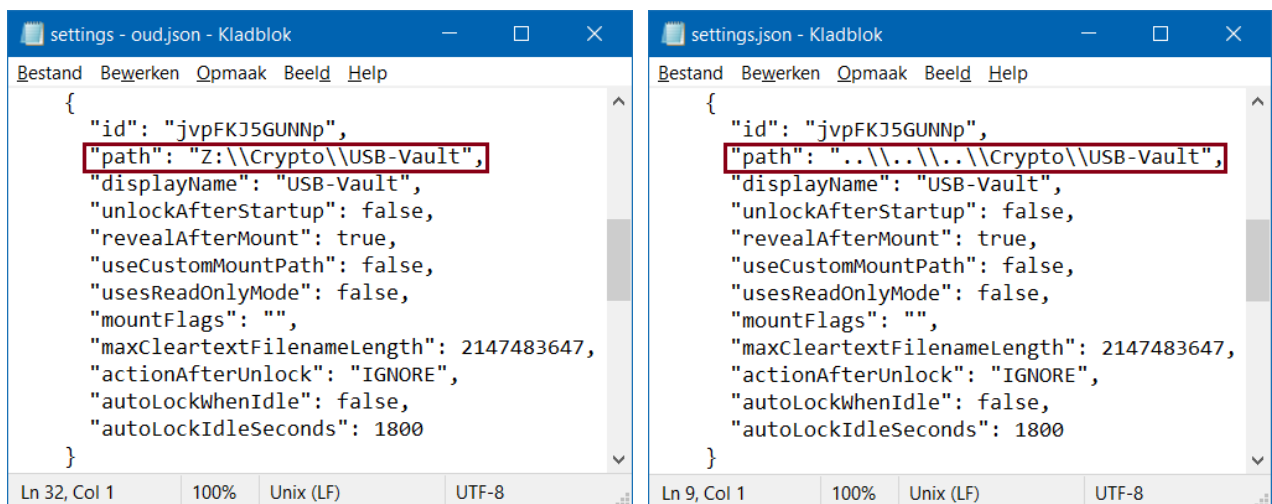 settings - oud.json - Kladblok
Bestand Bewerken Opmaak Beeld Help
{
"id": "jvpFKJ5GUNNp",
"path": "Z:\\Crypto\\USB-Vault",
"displayName": "USB-Vault",
"unlockAfterStartup": false,
"revealAfterMount": true,
"useCustomMountPath": false,
"usesReadOnlyMode": false,
"mountFlags": "",
"maxCleartextFilenameLength": 2147483647,
"actionAfterUnlock": "IGNORE",
"autoLockWhenIdle": false,
"autoLockIdleSeconds": 1800
}
Ln 32, Col 1 100% Unix (LF) UTF-8
settings.json - Kladblok
Bestand Bewerken Opmaak Beeld Help
{
"id": "jvpFKJ5GUNNp",
"path": "..\\..\\..\\Crypto\\USB-Vault",
"displayName": "USB-Vault",
"unlockAfterStartup": false,
"revealAfterMount": true,
"useCustomMountPath": false,
"usesReadOnlyMode": false,
"mountFlags": "",
"maxCleartextFilenameLength": 2147483647,
"actionAfterUnlock": "IGNORE",
"autoLockWhenIdle": false,
"autoLockIdleSeconds": 1800
}
Ln 9, Col 1 100% Unix (LF) UTF-8